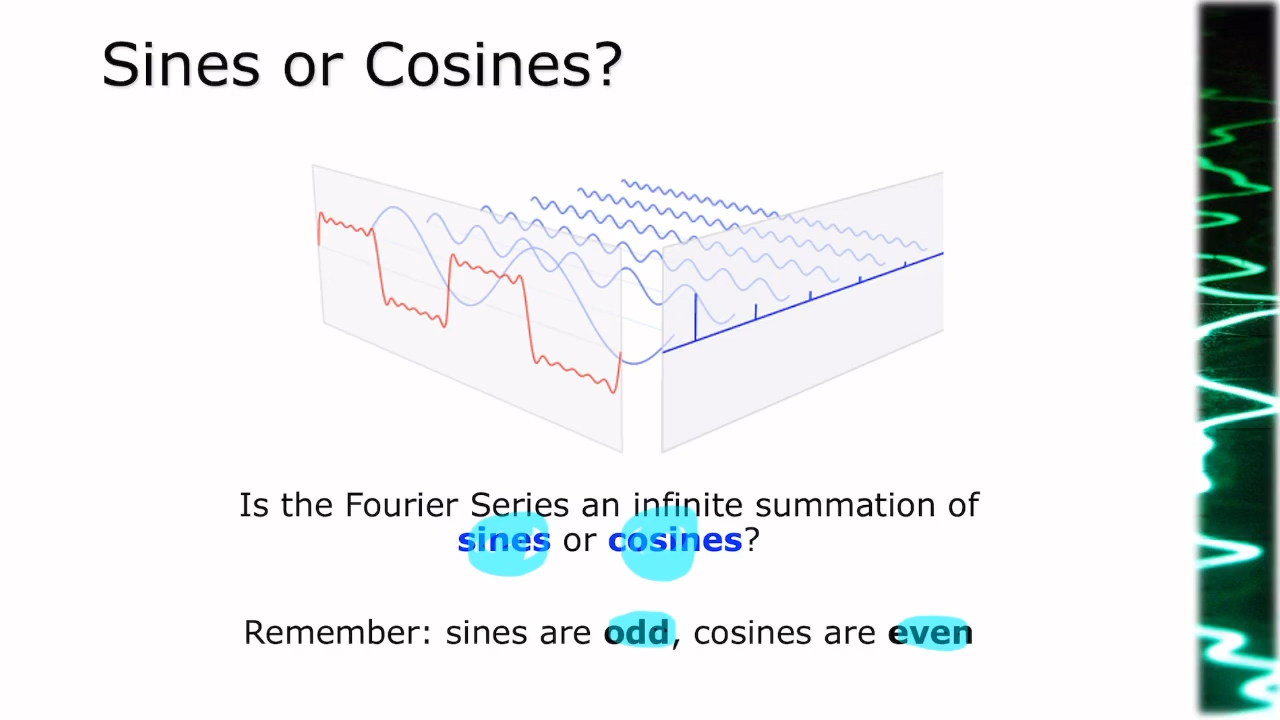 Sines or Cosines?
Is the Fourier Series an infinite summation of
sines or cosines?
Remember: sines are odd, cosines are even